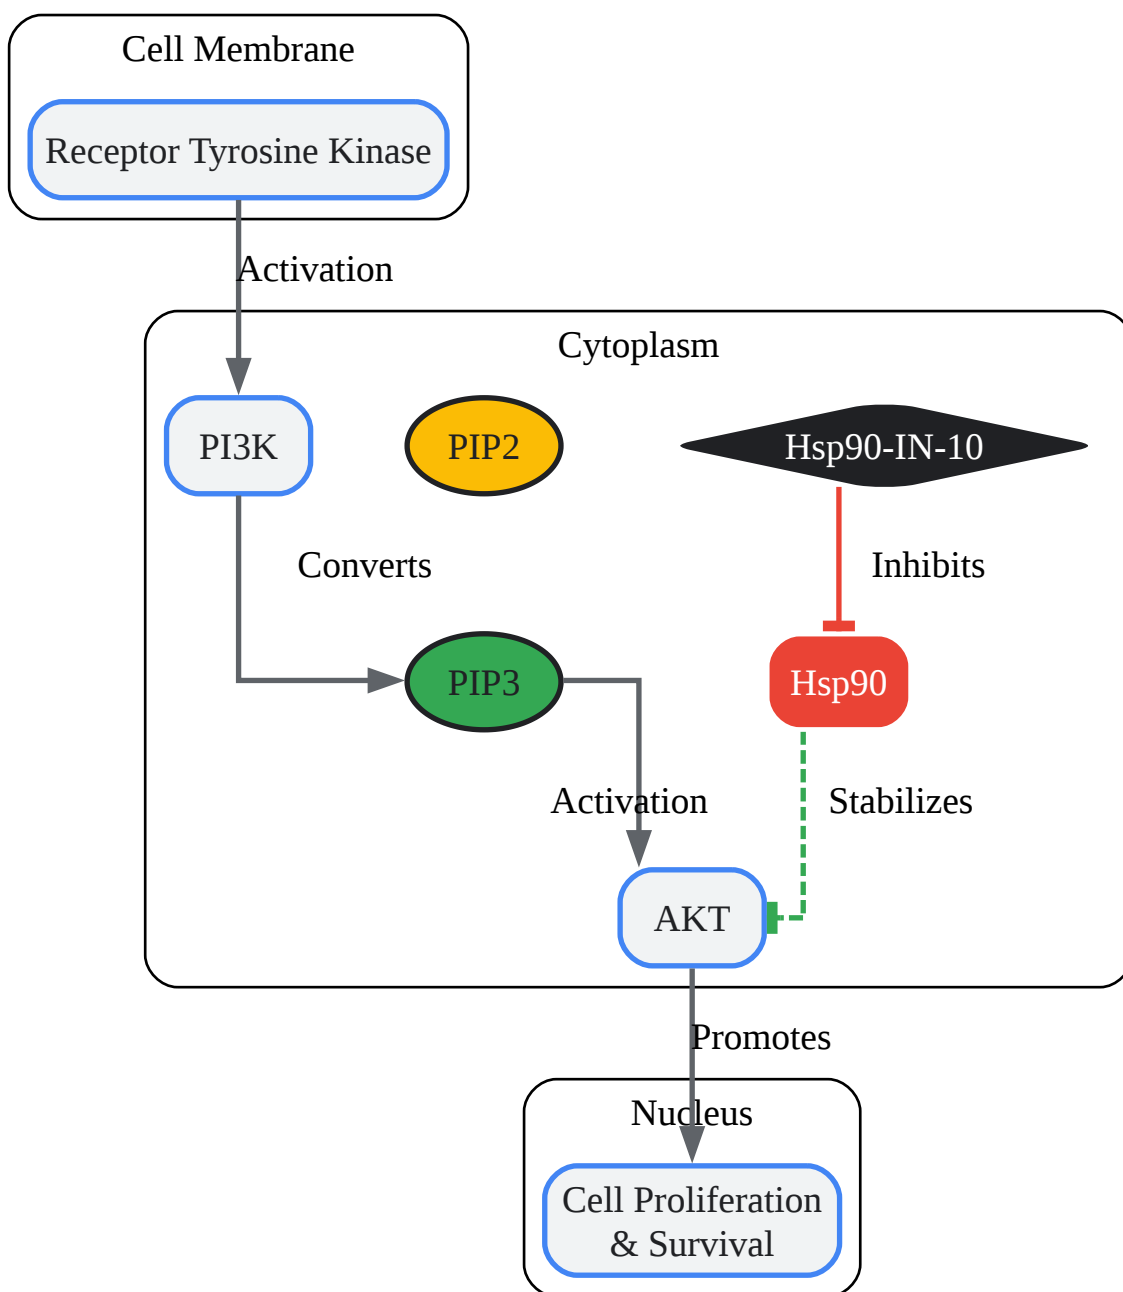 Cell Membrane
Receptor Tyrosine Kinase
Activation
Cytoplasm
PI3K
PIP2
Hsp90-IN-10
Converts
Inhibits
PIP3
Hsp90
Activation
Stabilizes
AKT
Promotes
Nucleus
Cell Proliferation
& Survival